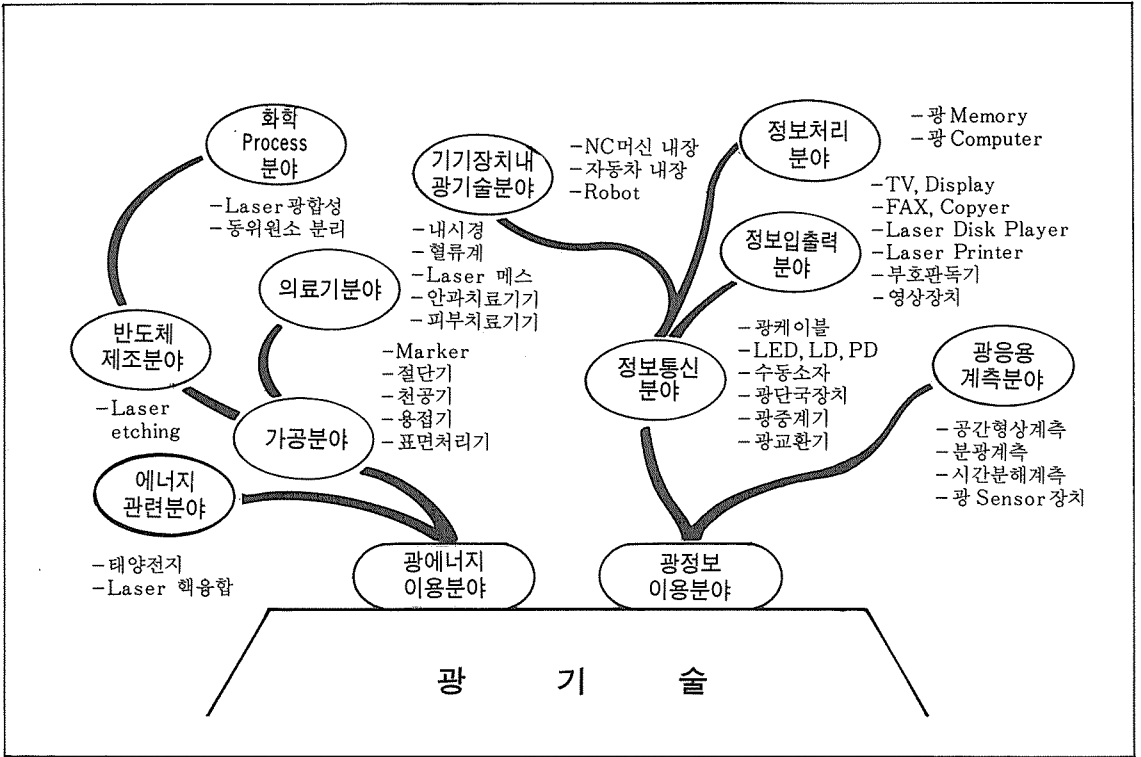 화학
Process
분야
-Laser 광합성
-동위원소 분리
기기장치내
광기술분야
-NC머신 내장
-자동차 내장
-Robot
정보처리
분야
-광 Memory
-광 Computer
의료기분야
-내시경
-혈류계
-Laser 메스
-안과치료기기
-피부치료기기
정보입출력
분야
-TV, Display
-FAX, Copyer
-Laser Disk Player
-Laser Printer
-부호판독기
-영상장치
반도체
제조분야
-Laser
etching
가공분야
-Marker
-절단기
-천공기
-용접기
-표면처리기
정보통신
분야
-광케이블
-LED, LD, PD
-수동소자
-광단국장치
-광중계기
-광교환기
광응용
계측분야
-공간형상계측
-분광계측
-시간분해계측
-광 Sensor 장치
에너지
관련분야
-태양전지
-Laser 핵융합
광에너지
이용분야
광정보
이용분야
광 기 술